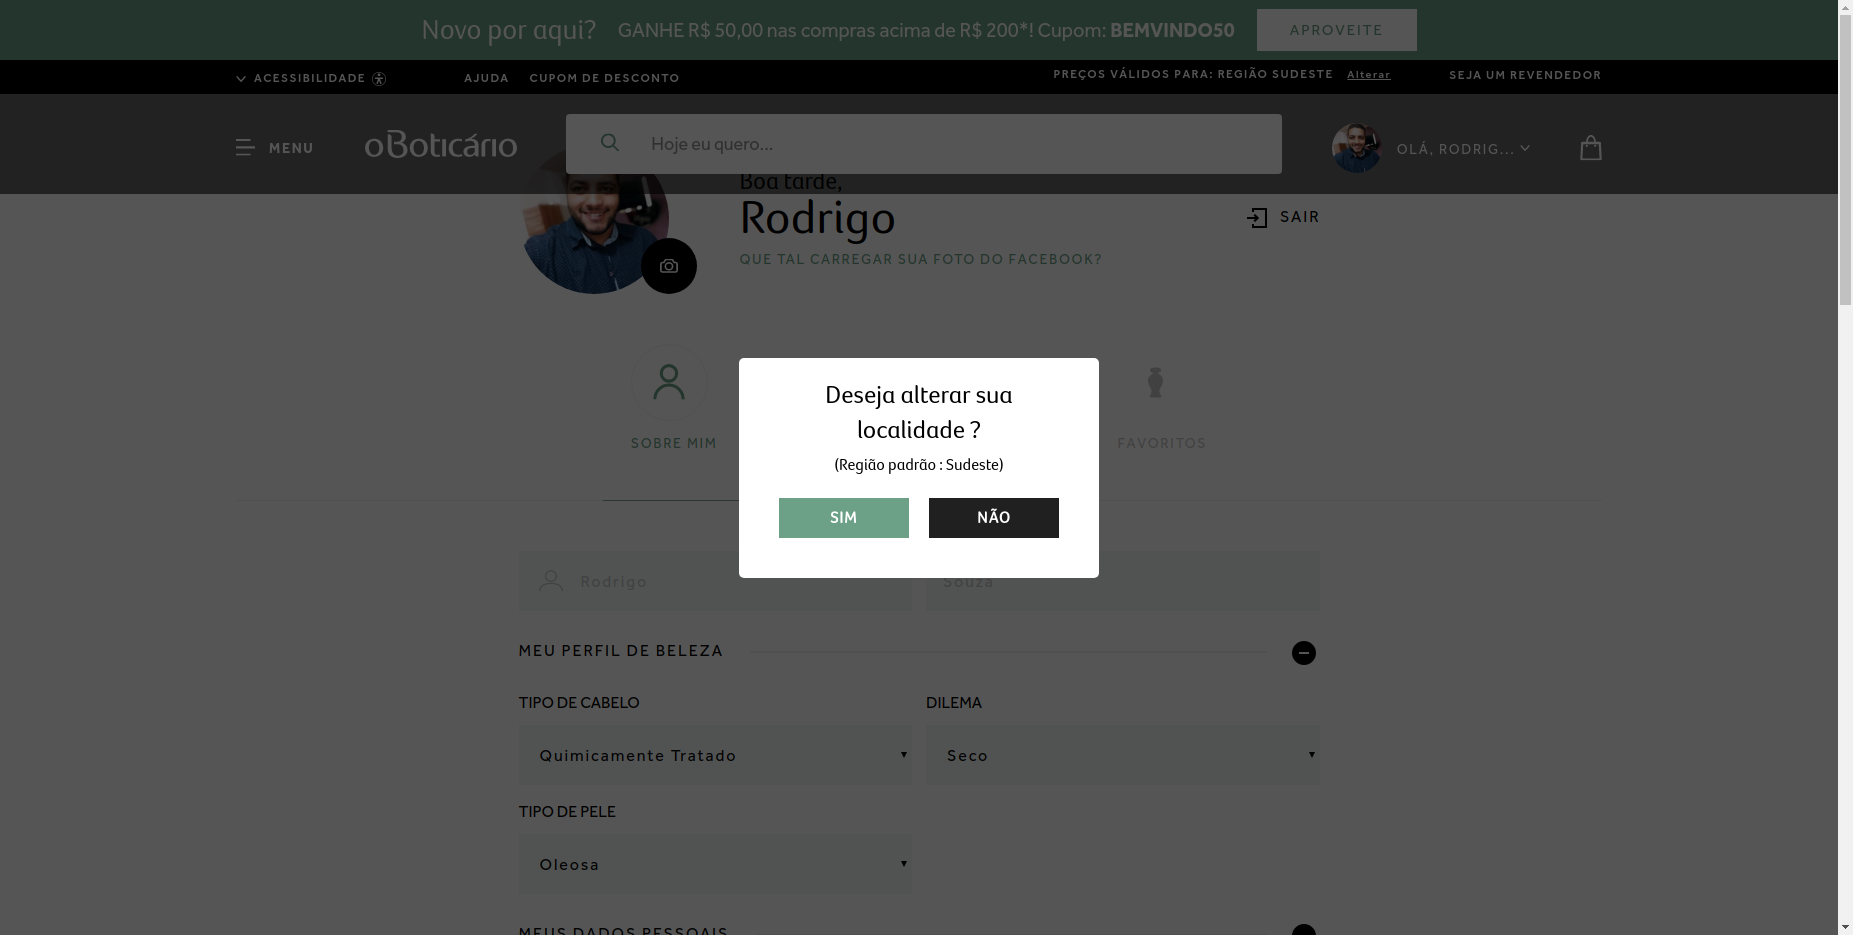 Novo por aqui? GANHE R$ 50,00 nas compras acima de R$ 200*! Cupom: BEMVINDO50 APROVEITE
ACESSIBILIDADE AJUDA CUPOM DE DESCONTO PREÇOS VÁLIDOS PARA: REGIÃO SUDESTE Alterar SEJA UM REVENDEDOR
MENU oBoticário Hoje eu quero... OLÁ, RODRIG...
Boa tarde,
Rodrigo
SAIR
QUE TAL CARREGAR SUA FOTO DO FACEBOOK?
Deseja alterar sua
localidade ?
(Região padrão : Sudeste)
SIM NÃO
SOBRE MIM FAVORITOS
Rodrigo Souza
MEU PERFIL DE BELEZA
TIPO DE CABELO DILEMA
Quimicamente Tratado Seco
TIPO DE PELE
Oleosa
MEUS DADOS PESSOAIS